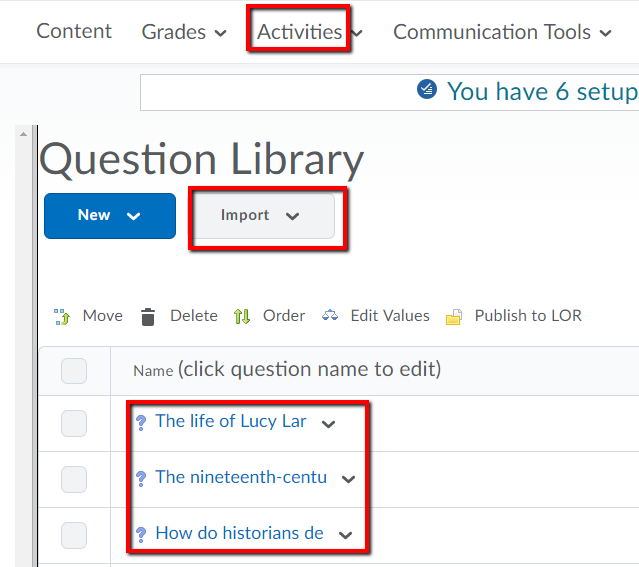 Content Grades Activities Communication Tools
You have 6 setup
Question Library
New Import
Move Delete Order Edit Values Publish to LOR
Name (click question name to edit)
The life of Lucy Lar
The nineteenth-centu
How do historians de